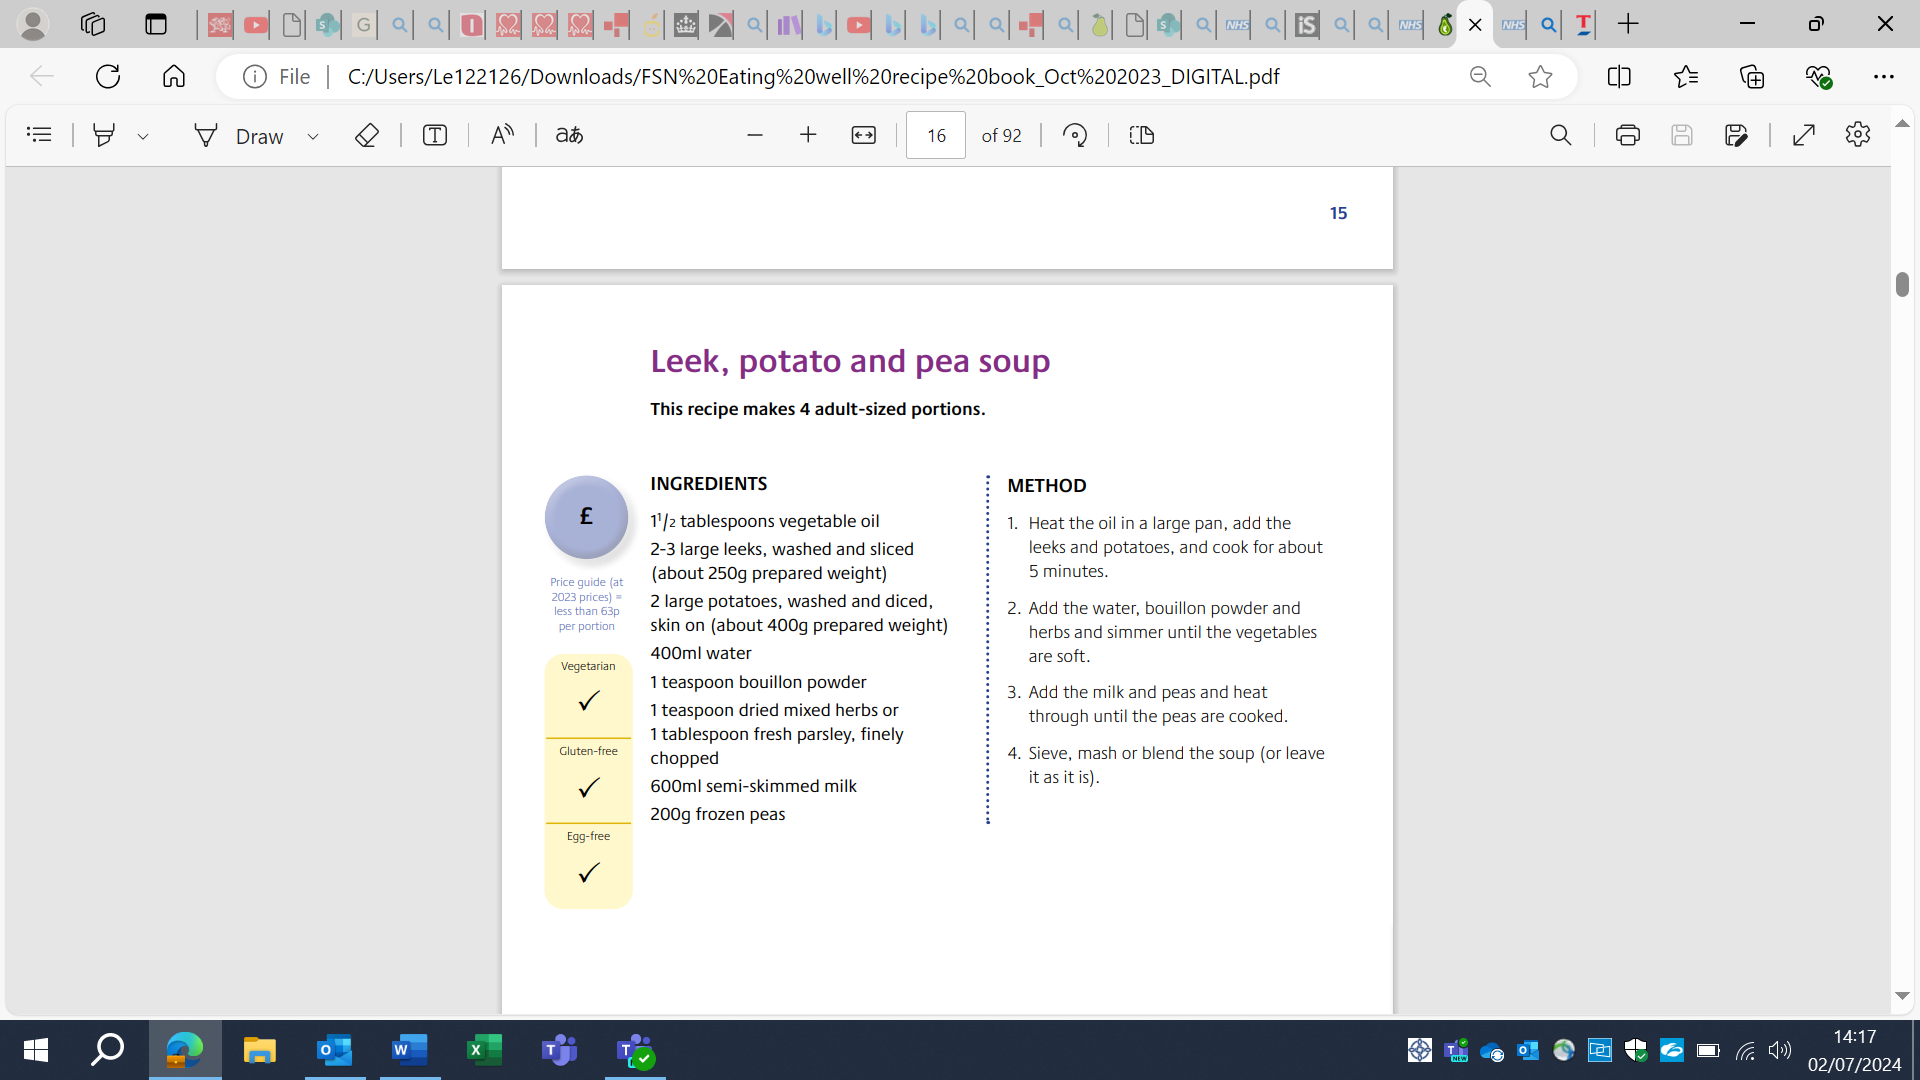 File
C:/Users/Le122126/Downloads/FSN%20Eating%20well%20recipe%20book_Oct%202023_DIGITAL.pdf
Draw
16 of 92
15
Leek, potato and pea soup
This recipe makes 4 adult-sized portions.
£
Price guide (at
2023 prices) =
less than 63p
per portion
Vegetarian
✓
Gluten-free
✓
Egg-free
✓
INGREDIENTS
1 1/2 tablespoons vegetable oil
2-3 large leeks, washed and sliced
(about 250g prepared weight)
2 large potatoes, washed and diced,
skin on (about 400g prepared weight)
400ml water
1 teaspoon bouillon powder
1 teaspoon dried mixed herbs or
1 tablespoon fresh parsley, finely
chopped
600ml semi-skimmed milk
200g frozen peas
METHOD
1. Heat the oil in a large pan, add the
leeks and potatoes, and cook for about
5 minutes.
2. Add the water, bouillon powder and
herbs and simmer until the vegetables
are soft.
3. Add the milk and peas and heat
through until the peas are cooked.
4. Sieve, mash or blend the soup (or leave
it as it is).
14:17
02/07/2024